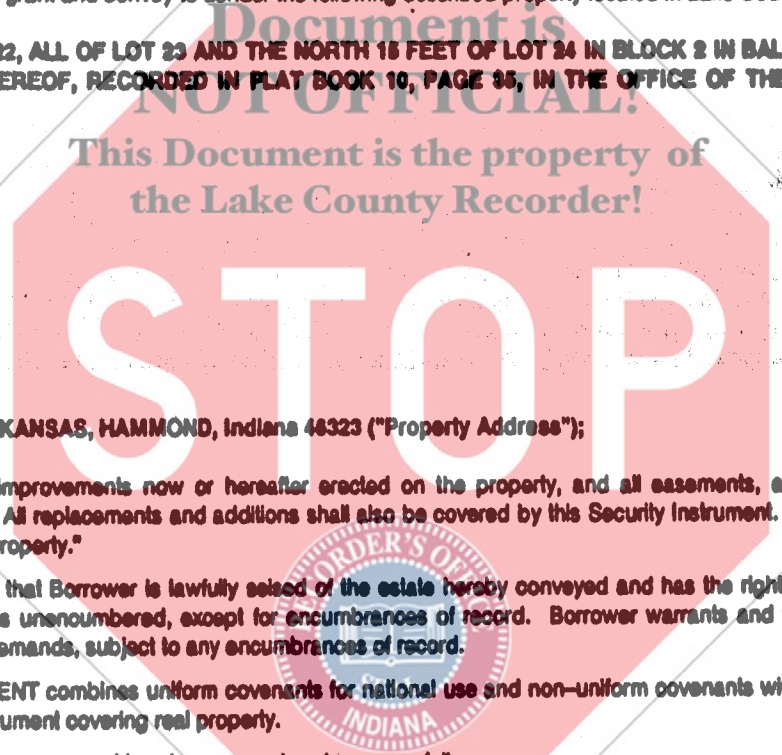 grant and convey to Lender the following described property located in Lake
Document is
22, ALL OF LOT 23 AND THE NORTH 15 FEET OF LOT 24 IN BLOCK 2 IN BAL
EREOF, RECORDED IN PLAT BOOK 10, PAGE 35, IN THE OFFICE OF THE
NOT OFFICIAL!
This Document is the property of
the Lake County Recorder!
STOP
KANSAS, HAMMOND, Indiana 46323 ("Property Address");
improvements now or hereafter erected on the property, and all easements, a
All replacements and additions shall also be covered by this Security Instrument.
roperty."
that Borrower is lawfully seised of the estate hereby conveyed and has the right
s unencumbered, except for encumbrances of record. Borrower warrants and
emands, subject to any encumbrances of record.
RECORDER'S OFFICE
SEAL
INDIANA
ENT combines uniform covenants for national use and non-uniform covenants wi
ument covering real property.